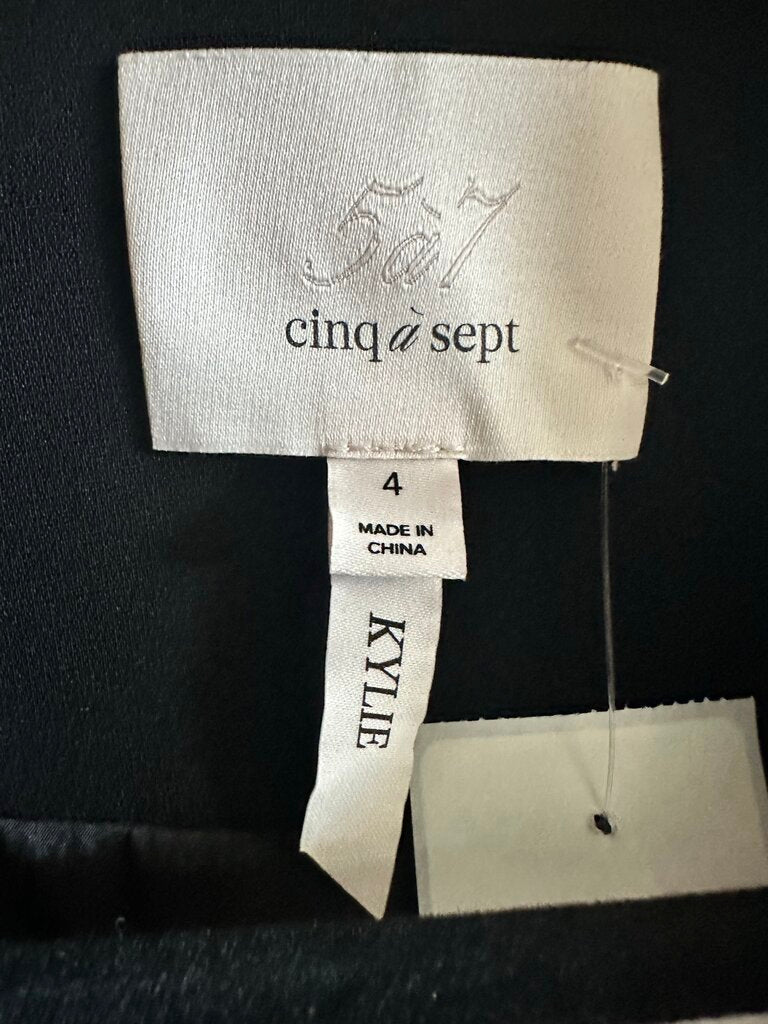 5à7
cinq à sept
4
MADE IN
CHINA
KYLIE